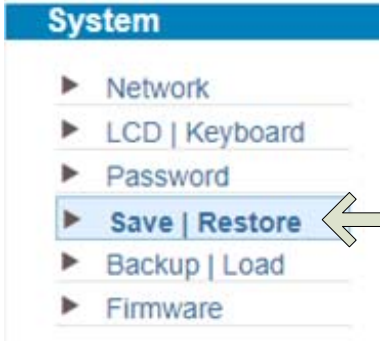 System
Network
LCD | Keyboard
Password
Save | Restore
Backup | Load
Firmware